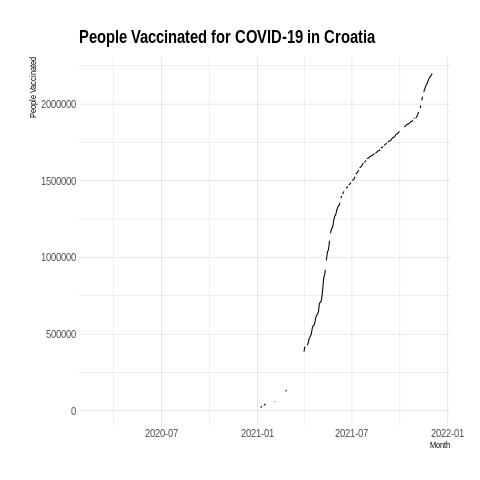 People Vaccinated for COVID-19 in Croatia
People Vaccinated
2000000
1500000
1000000
500000
0
2020-07 2021-01 2021-07 2022-01
Month